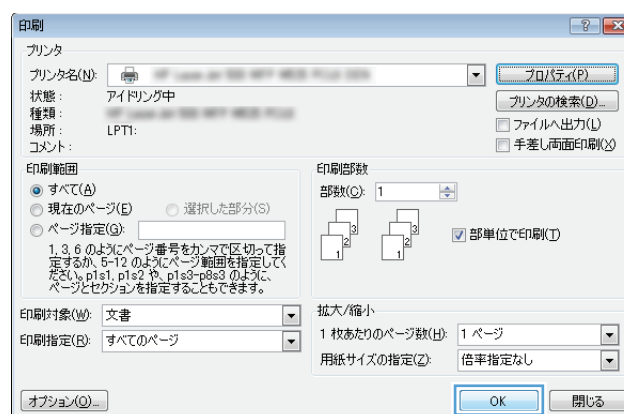 印刷
プリンタ
プリンタ名(N):
プロパティ(P)
状態： アイドリング中
プリンタの検索(D)...
種類：
場所： LPT1:
ファイルへ出力(L)
コメント：
手差し両面印刷(X)
印刷範囲
すべて(A)
現在のページ(E) 選択した部分(S)
ページ指定(G):
1, 3, 6 のようにページ番号をカンマで区切って指
定するか、5-12 のようにページ範囲を指定してく
ださい。p1s1, p1s2 や、p1s3-p8s3 のように、
ページとセクションを指定することもできます。
印刷部数
部数(C): 1
1 2 3 1 2 3
部単位で印刷(T)
印刷対象(W): 文書
印刷指定(R): すべてのページ
拡大/縮小
1 枚あたりのページ数(H): 1 ページ
用紙サイズの指定(Z): 倍率指定なし
オプション(O)...
OK 閉じる